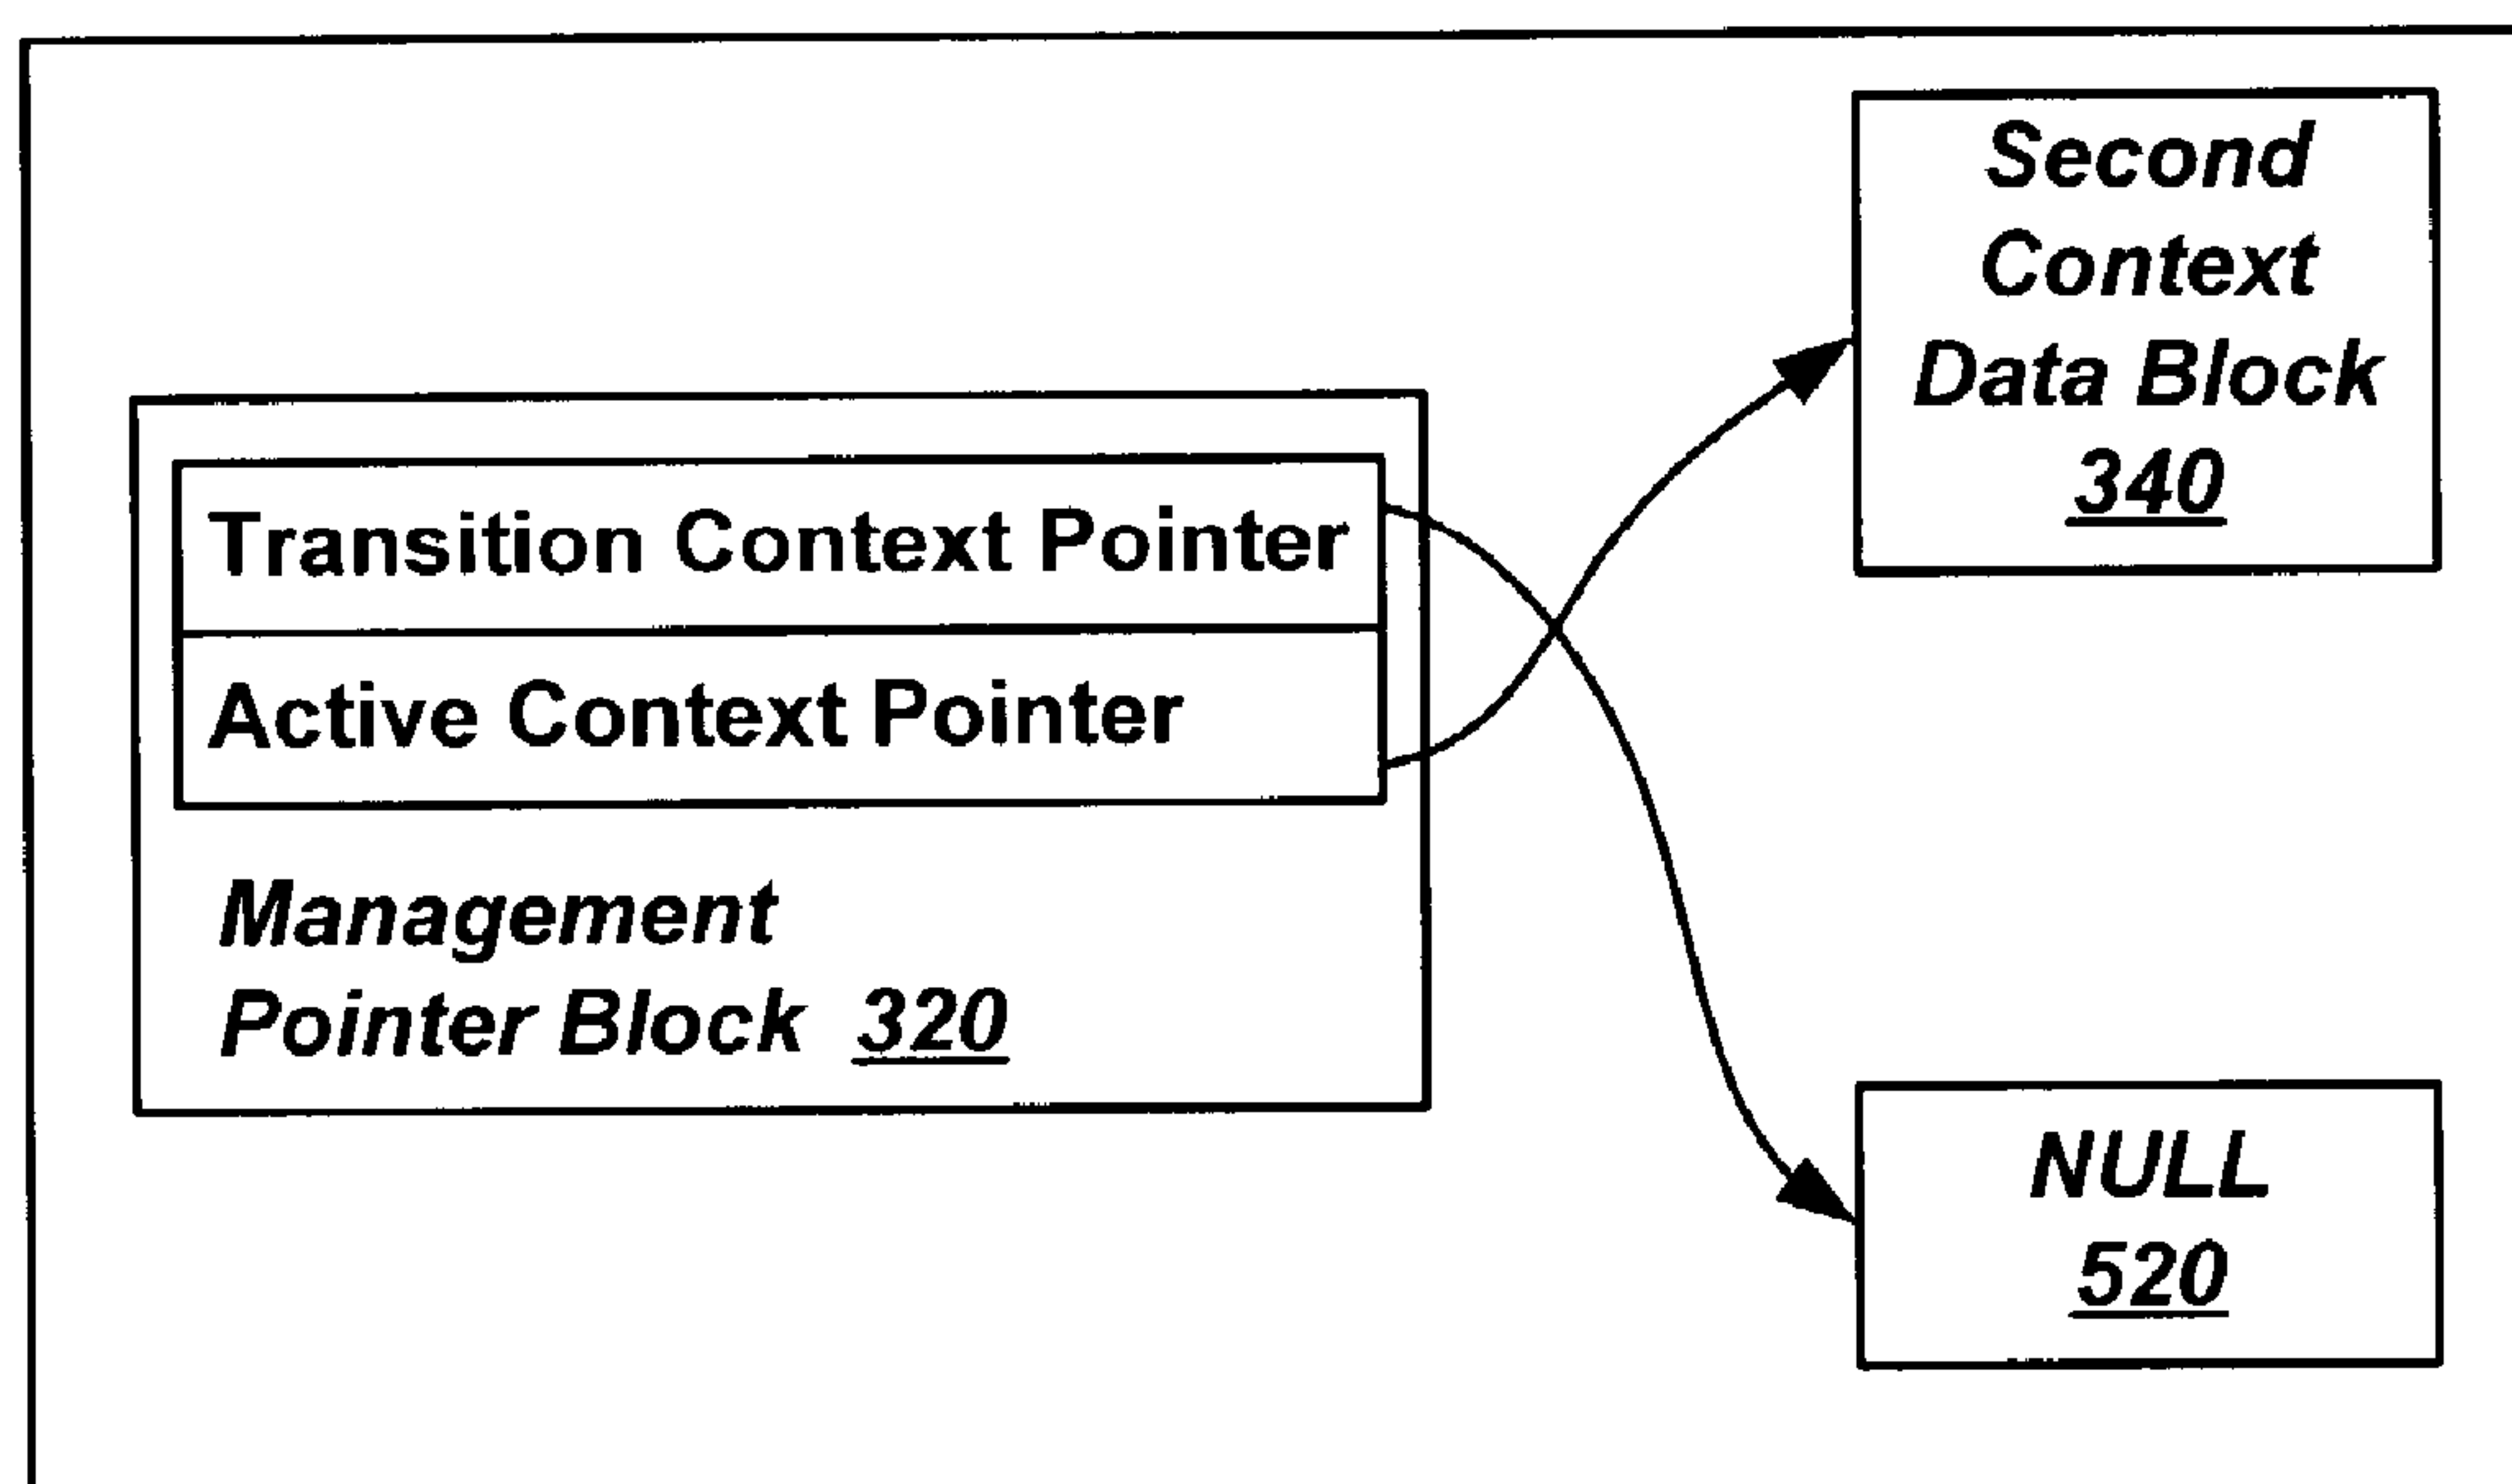 Second
Context
Data Block
340
Transition Context Pointer
Active Context Pointer
Management
Pointer Block 320
NULL
520